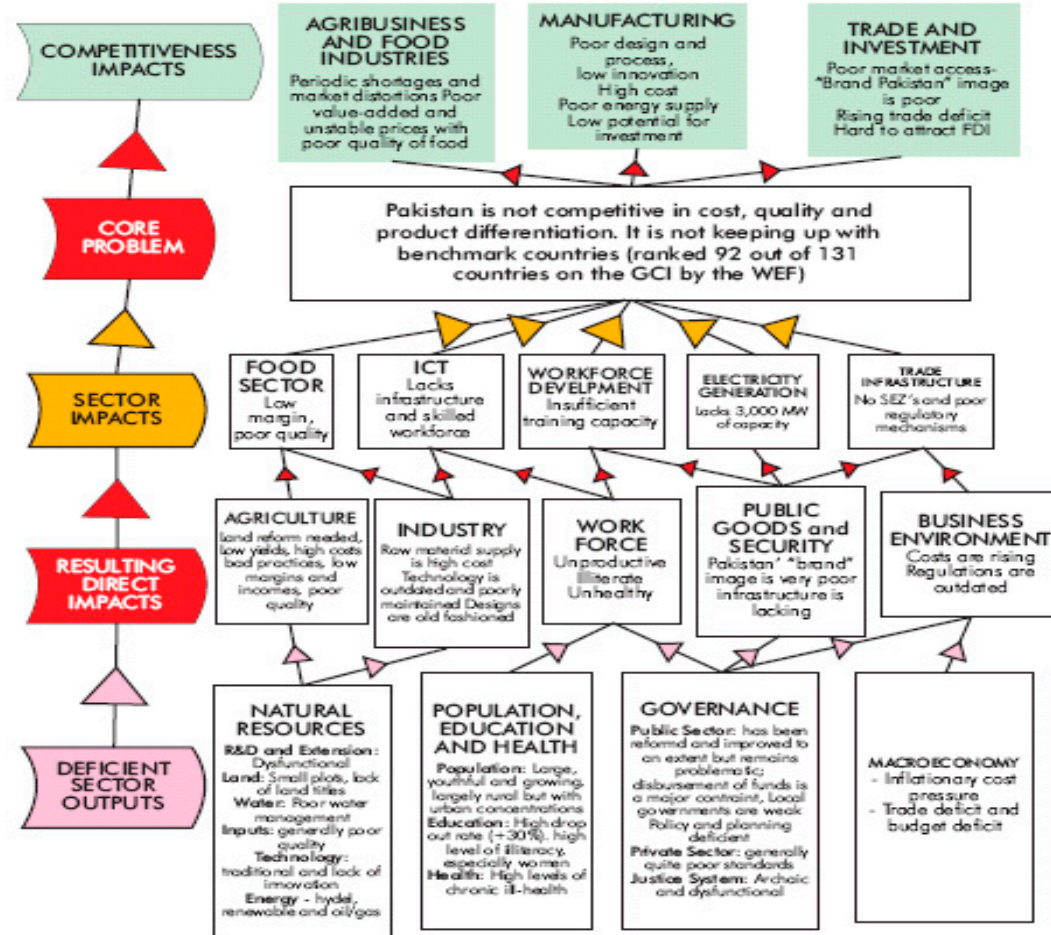 COMPETITIVENESS
IMPACTS
AGRIBUSINESS
AND FOOD
INDUSTRIES
Periodic shortages and
market distortions Poor
value-added and
unstable prices with
poor quality of food
MANUFACTURING
Poor design and
process,
low innovation
High cost
Poor energy supply
Low potential for
investment
TRADE AND
INVESTMENT
Poor market access-
"Brand Pakistan" image
is poor
Rising trade deficit
Hard to attract FDI
CORE
PROBLEM
Pakistan is not competitive in cost, quality and
product differentiation. It is not keeping up with
benchmark countries (ranked 92 out of 131
countries on the GCI by the WEF)
SECTOR
IMPACTS
FOOD
SECTOR
Low
margin,
poor quality
ICT
Lacks
infrastructure
and skilled
workforce
WORKFORCE
DEVELPMENT
Insufficient
training capacity
ELECTRICITY
GENERATION
Lacks 3,000 MW
of capacity
TRADE
INFRASTRUCTURE
No SEZ's and poor
regulatory
mechanisms
RESULTING
DIRECT
IMPACTS
AGRICULTURE
Land reform needed,
Low yields, high costs
bad practices, low
margins and
incomes, poor
quality
INDUSTRY
Raw material supply
is high cost
Technology is
outdated and poorly
maintained Designs
are old fashioned
WORK
FORCE
Unproductive
Illiterate
Unhealthy
PUBLIC
GOODS and
SECURITY
Pakistan' "brand"
image is very poor
infrastructure is
lacking
BUSINESS
ENVIRONMENT
Costs are rising
Regulations are
outdated
DEFICIENT
SECTOR
OUTPUTS
NATURAL
RESOURCES
R&D and Extension:
Dysfunctional
Land: Small plots, lack
of land titles
Water: Poor water
management
Inputs: generally poor
quality
Technology:
traditional and lack of
innovation
Energy - hydel,
renewable and oil/gas
POPULATION,
EDUCATION
AND HEALTH
Population: Large,
youthful and growing,
largely rural but with
urban concentrations
Education: High drop
out rate (+30%). high
level of illiteracy,
especially women
Health: High levels of
chronic ill-health
GOVERNANCE
Public Sector: has been
reformed and improved to
an extent but remains
problematic;
disbursement of funds is
a major contraint, Local
governments are weak
Policy and planning
deficient
Private Sector: generally
quite poor standards
Justice System: Archaic
and dysfunctional
MACROECONOMY
- Inflationary cost
pressure
- Trade deficit and
budget deficit